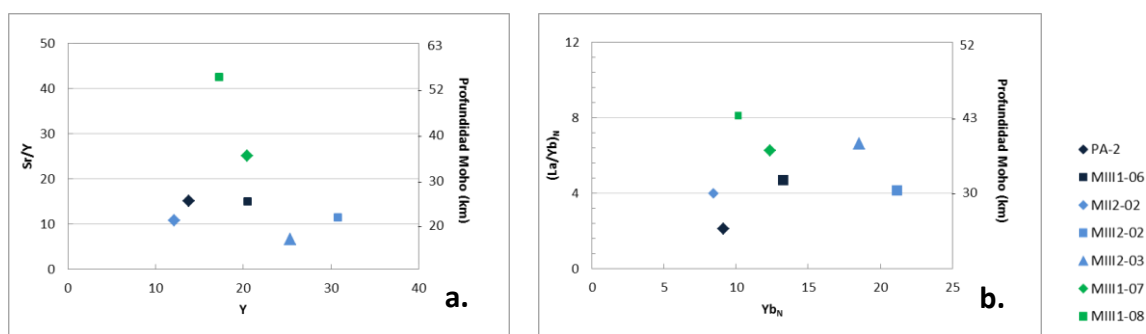 50
40
30
20
10
0
Sr/Y
0 10 20 30 40
Y
63
52
40
30
20
Profundidad Moho (km)
a.
12
8
4
0
(La/Yb)N
0 5 10 15 20 25
YbN
52
43
30
Profundidad Moho (km)
b.
PA-2
MIII1-06
MII2-02
MIII2-02
MIII2-03
MIII1-07
MIII1-08